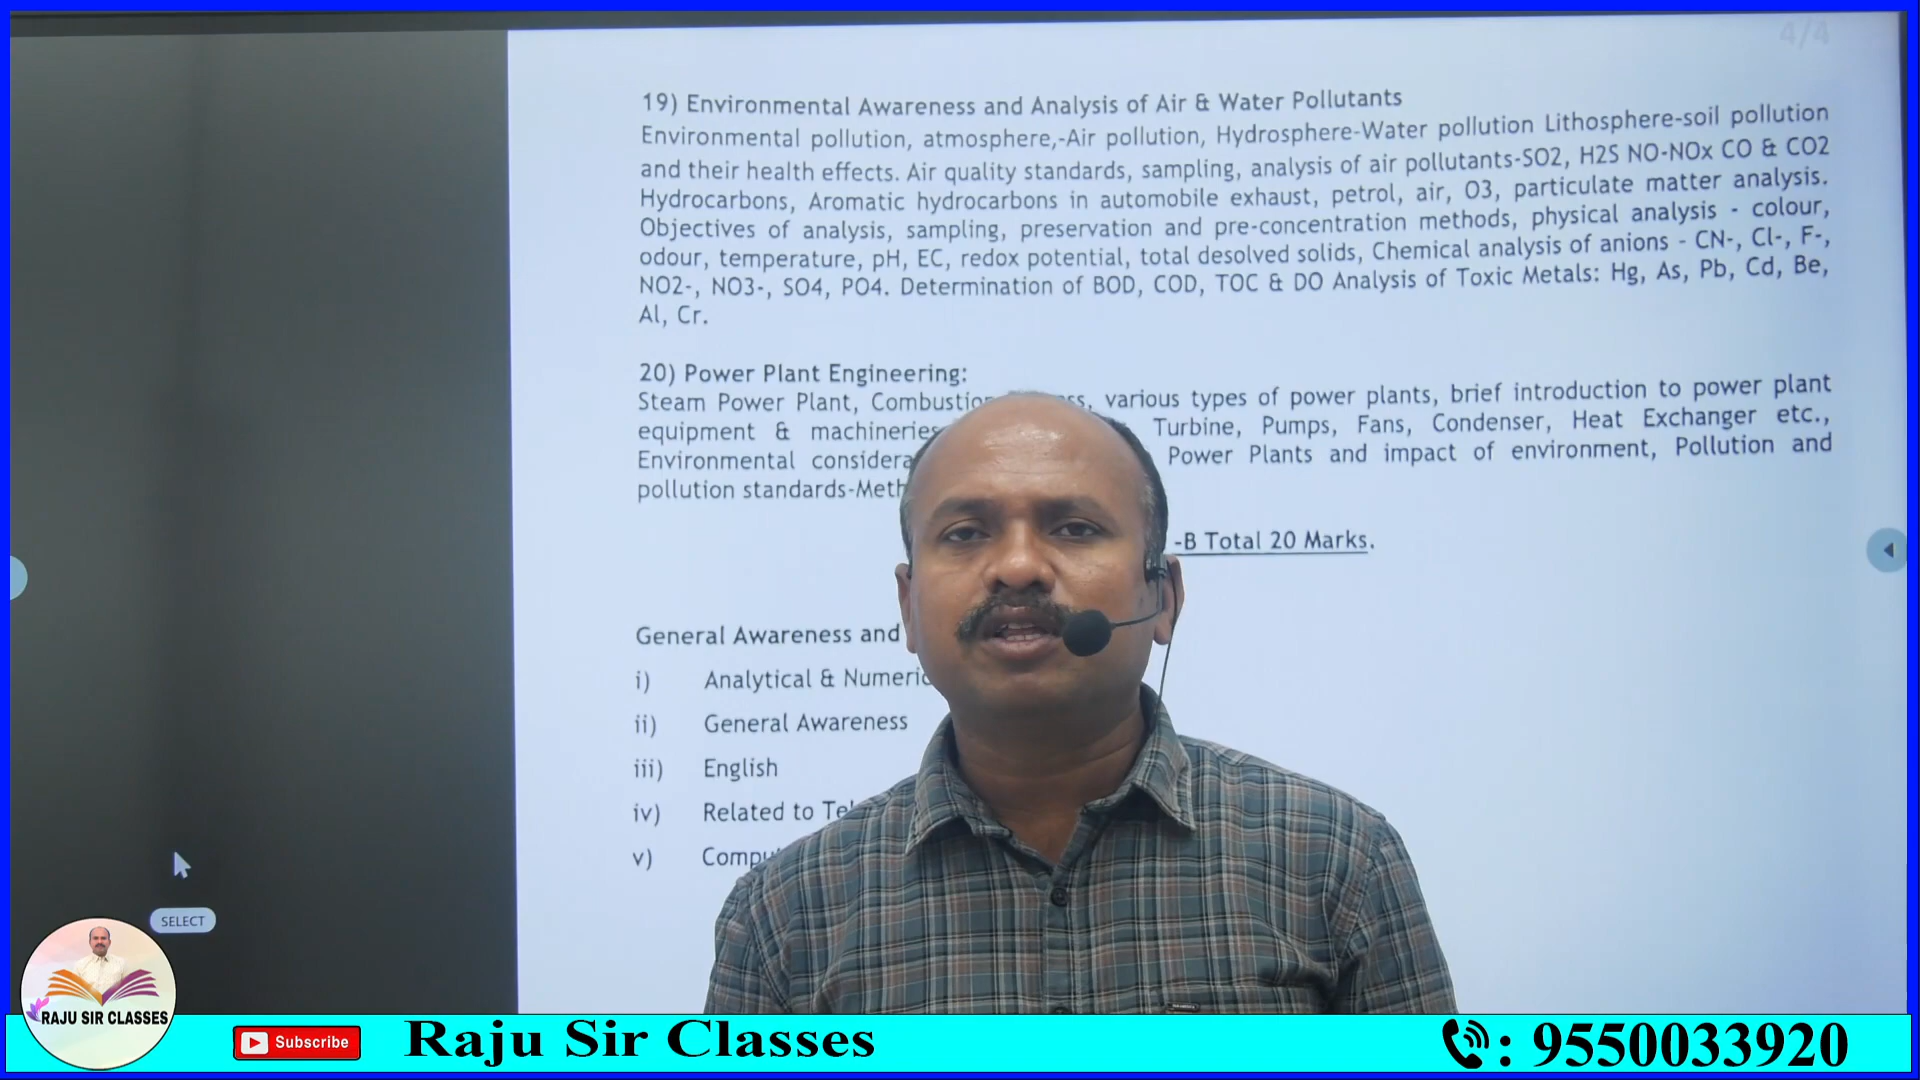 4/4
19) Environmental Awareness and Analysis of Air & Water Pollutants
Environmental pollution, atmosphere,-Air pollution, Hydrosphere-Water pollution Lithosphere-soil pollution
and their health effects. Air quality standards, sampling, analysis of air pollutants-SO2, H2S NO-NOx CO & CO2
Hydrocarbons, Aromatic hydrocarbons in automobile exhaust, petrol, air, O3, particulate matter analysis.
Objectives of analysis, sampling, preservation and pre-concentration methods, physical analysis - colour,
odour, temperature, pH, EC, redox potential, total desolved solids, Chemical analysis of anions - CN-, Cl-, F-,
NO2-, NO3-, SO4, PO4. Determination of BOD, COD, TOC & DO Analysis of Toxic Metals: Hg, As, Pb, Cd, Be,
Al, Cr.
20) Power Plant Engineering:
Steam Power Plant, Combustion various types of power plants, brief introduction to power plant
equipment & machineries Turbine, Pumps, Fans, Condenser, Heat Exchanger etc.,
Environmental Power Plants and impact of environment, Pollution and
pollution standards-
-B Total 20 Marks.
General Awareness and
i) Analytical &
ii) General Awareness
iii) English
iv) Related to
v)
SELECT
RAJU SIR CLASSES
Subscribe
Raju Sir Classes
: 9550033920